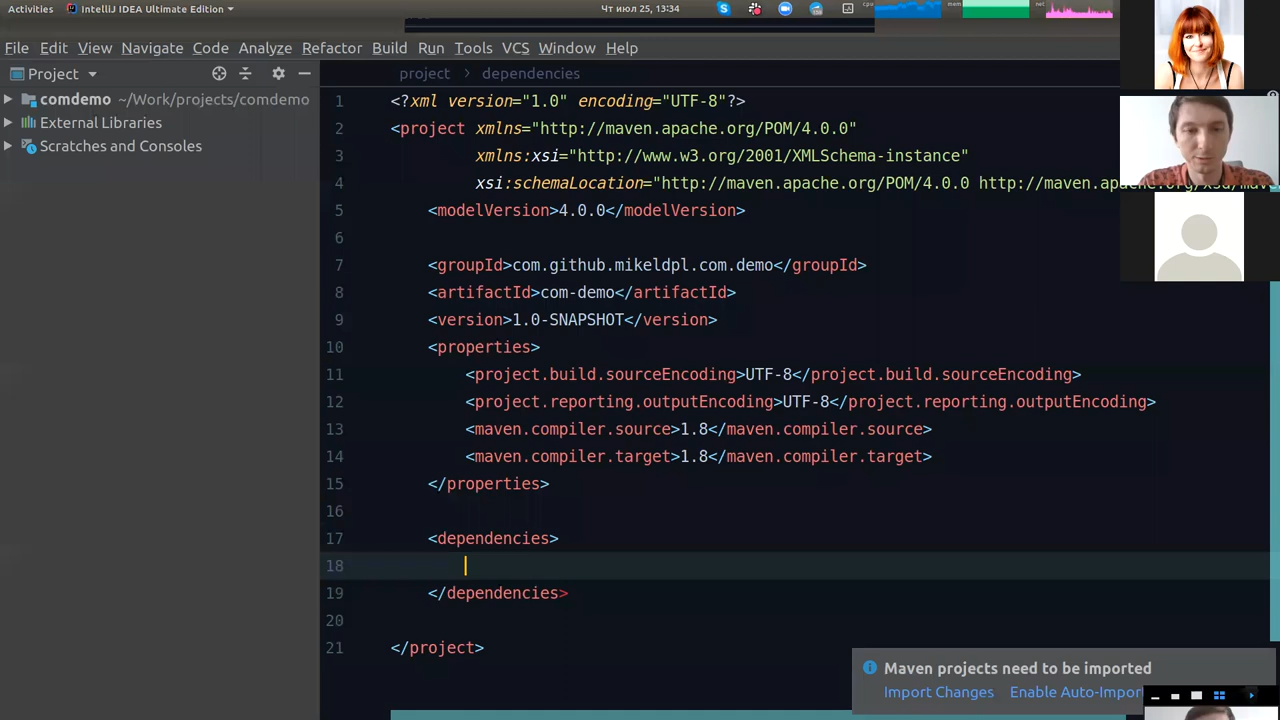 Activities
IntelliJ IDEA Ultimate Edition
Чт июл 25, 13:34
cpu
mem
net
File Edit View Navigate Code Analyze Refactor Build Run Tools VCS Window Help
Project
project > dependencies
comdemo ~/Work/projects/comdemo
External Libraries
Scratches and Consoles
1 <?xml version="1.0" encoding="UTF-8"?>
2 <project xmlns="http://maven.apache.org/POM/4.0.0"
3 xmlns:xsi="http://www.w3.org/2001/XMLSchema-instance"
4 xsi:schemaLocation="http://maven.apache.org/POM/4.0.0 http://maven.apache.org/xsd/mave
5 <modelVersion>4.0.0</modelVersion>
6
7 <groupId>com.github.mikeldpl.com.demo</groupId>
8 <artifactId>com-demo</artifactId>
9 <version>1.0-SNAPSHOT</version>
10 <properties>
11 <project.build.sourceEncoding>UTF-8</project.build.sourceEncoding>
12 <project.reporting.outputEncoding>UTF-8</project.reporting.outputEncoding>
13 <maven.compiler.source>1.8</maven.compiler.source>
14 <maven.compiler.target>1.8</maven.compiler.target>
15 </properties>
16
17 <dependencies>
18
19 </dependencies>
20
21 </project>
Maven projects need to be imported
Import Changes Enable Auto-Impor